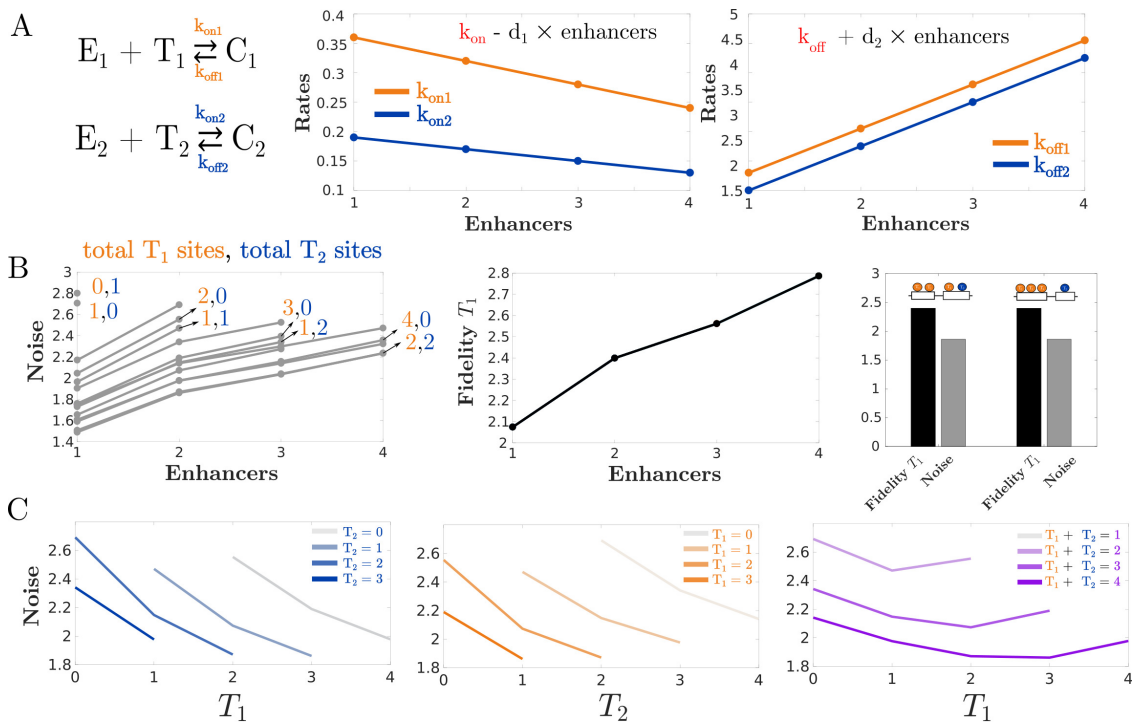 A
E1 + T1 ⇄ C1
kon1
koff1
E2 + T2 ⇄ C2
kon2
koff2
kon - d1 × enhancers
Rates
0.4
0.35
0.3
0.25
0.2
0.15
0.1
kon1
kon2
1 2 3 4
Enhancers
koff + d2 × enhancers
Rates
5
4.5
4
3.5
3
2.5
2
1.5
koff1
koff2
1 2 3 4
Enhancers
B
total T1 sites, total T2 sites
Noise
3
2.8
2.6
2.4
2.2
2
1.8
1.6
1.4
0,1
1,0
2,0
1,1
3,0
1,2
4,0
2,2
1 2 3 4
Enhancers
Fidelity T1
2.8
2.7
2.6
2.5
2.4
2.3
2.2
2.1
2
1 2 3 4
Enhancers
3
2.5
2
1.5
1
0.5
0
Fidelity T1
Noise
Fidelity T1
Noise
C
Noise
2.6
2.4
2.2
2
1.8
T2 = 0
T2 = 1
T2 = 2
T2 = 3
0 1 2 3 4
T1
2.6
2.4
2.2
2
1.8
T1 = 0
T1 = 1
T1 = 2
T1 = 3
0 1 2 3 4
T2
2.6
2.4
2.2
2
1.8
T1 + T2 = 1
T1 + T2 = 2
T1 + T2 = 3
T1 + T2 = 4
0 1 2 3 4
T1